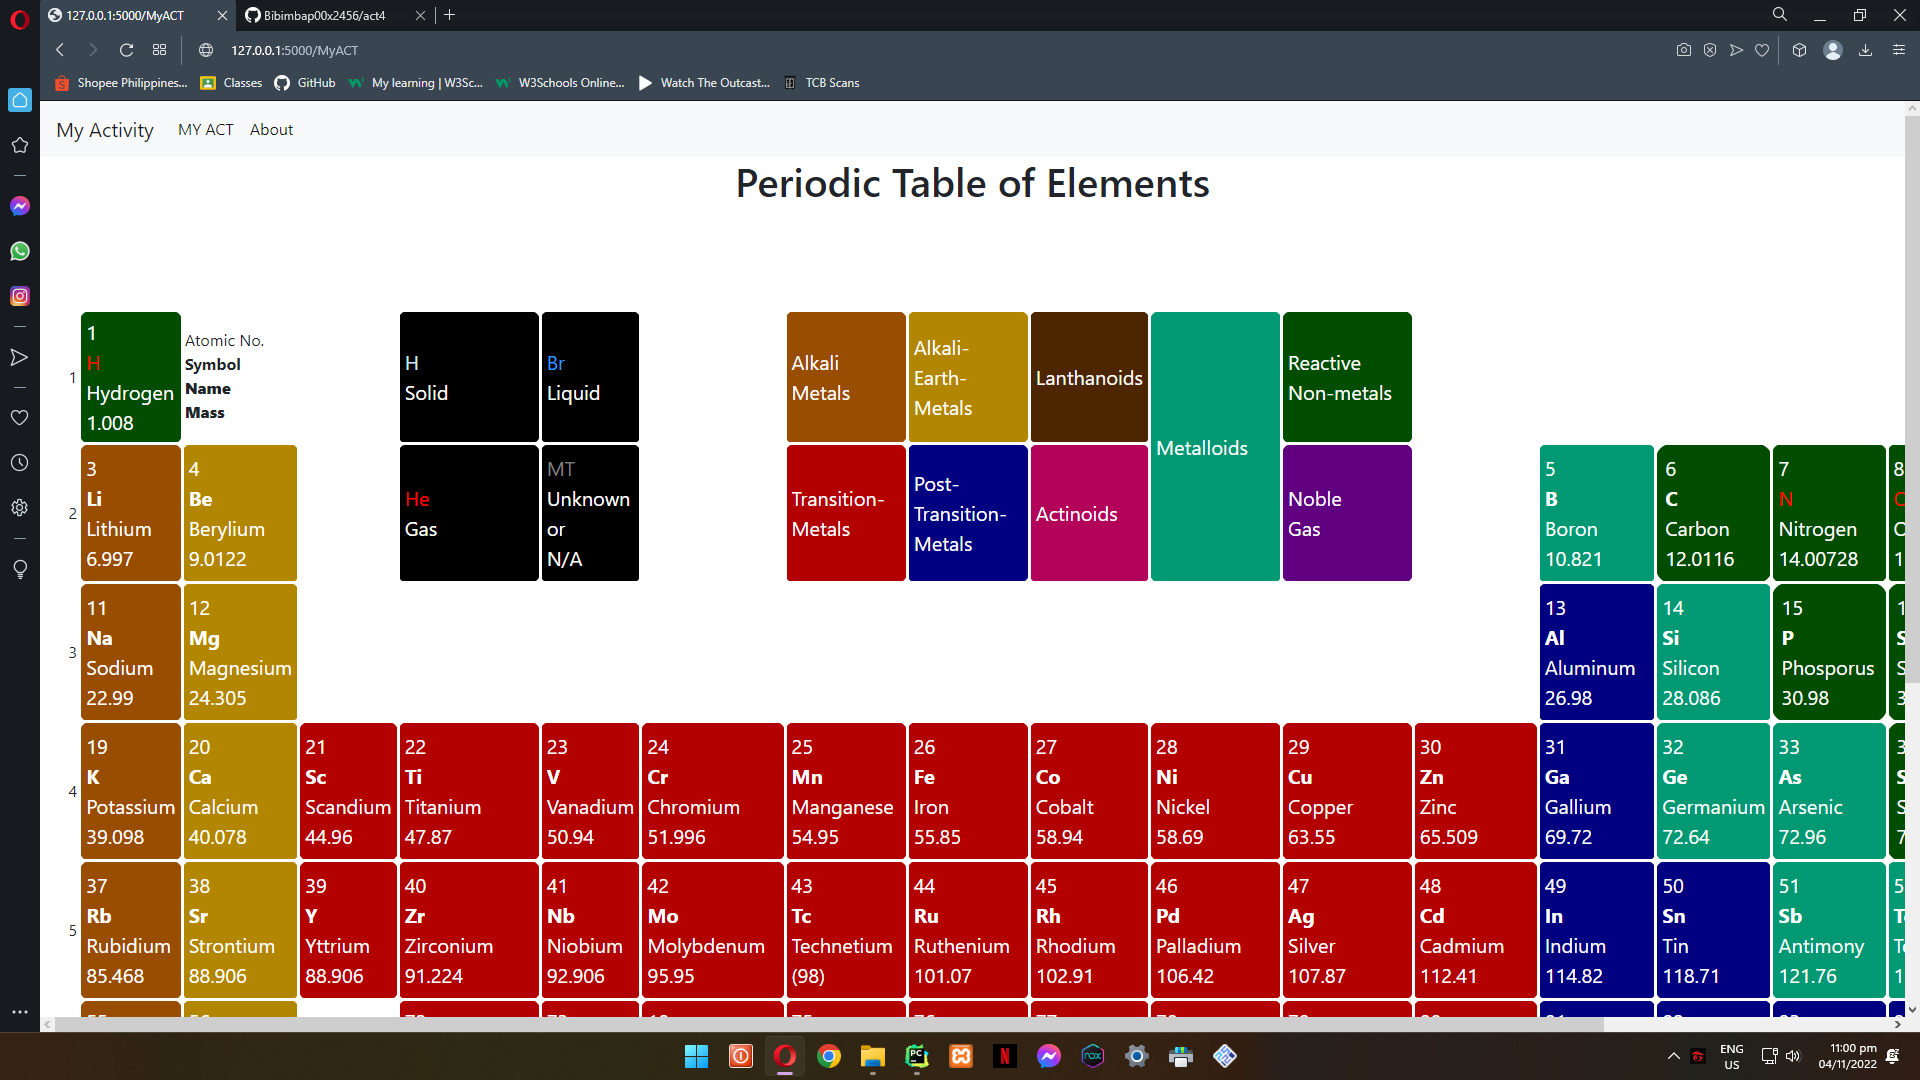 127.0.0.1:5000/MyACT
Bibimbap00x2456/act4
127.0.0.1:5000/MyACT
Shopee Philippines...
Classes
GitHub
My learning | W3Sc...
W3Schools Online...
Watch The Outcast...
TCB Scans
My Activity
MY ACT
About
Periodic Table of Elements
1
1
H
Hydrogen
1.008
Atomic No.
Symbol
Name
Mass
H
Solid
Br
Liquid
Alkali
Metals
Alkali-
Earth-
Metals
Lanthanoids
Metalloids
Reactive
Non-metals
2
3
Li
Lithium
6.997
4
Be
Berylium
9.0122
He
Gas
MT
Unknown
or
N/A
Transition-
Metals
Post-
Transition-
Metals
Actinoids
Noble
Gas
5
B
Boron
10.821
6
C
Carbon
12.0116
7
N
Nitrogen
14.00728
8
3
11
Na
Sodium
22.99
12
Mg
Magnesium
24.305
13
Al
Aluminum
26.98
14
Si
Silicon
28.086
15
P
Phosporus
30.98
4
19
K
Potassium
39.098
20
Ca
Calcium
40.078
21
Sc
Scandium
44.96
22
Ti
Titanium
47.87
23
V
Vanadium
50.94
24
Cr
Chromium
51.996
25
Mn
Manganese
54.95
26
Fe
Iron
55.85
27
Co
Cobalt
58.94
28
Ni
Nickel
58.69
29
Cu
Copper
63.55
30
Zn
Zinc
65.509
31
Ga
Gallium
69.72
32
Ge
Germanium
72.64
33
As
Arsenic
72.96
5
37
Rb
Rubidium
85.468
38
Sr
Strontium
88.906
39
Y
Yttrium
88.906
40
Zr
Zirconium
91.224
41
Nb
Niobium
92.906
42
Mo
Molybdenum
95.95
43
Tc
Technetium
(98)
44
Ru
Ruthenium
101.07
45
Rh
Rhodium
102.91
46
Pd
Palladium
106.42
47
Ag
Silver
107.87
48
Cd
Cadmium
112.41
49
In
Indium
114.82
50
Sn
Tin
118.71
51
Sb
Antimony
121.76
ENG
US
11:00 pm
04/11/2022